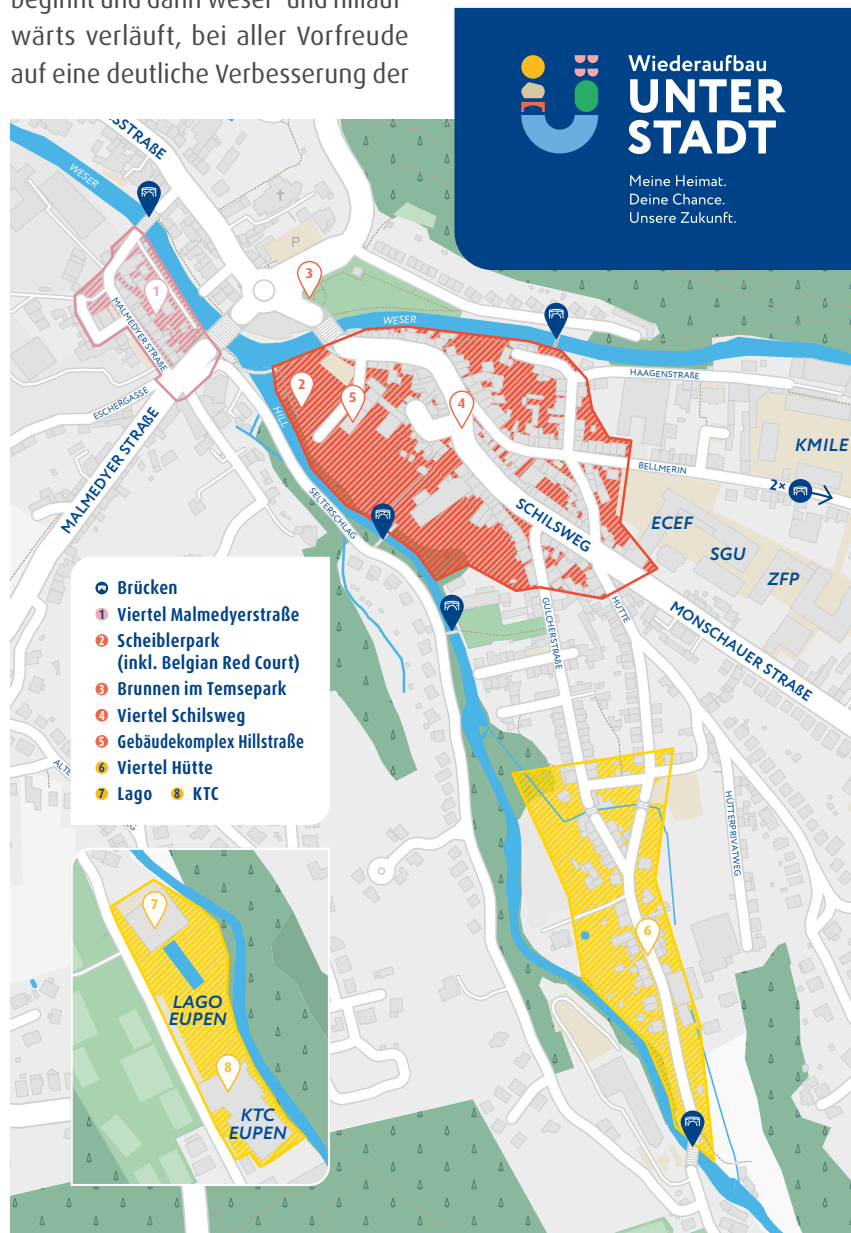 beginnt und dann weser- und hillauf-
wärts verläuft, bei aller Vorfreude
auf eine deutliche Verbesserung der
Wiederaufbau
UNTER
STADT
Meine Heimat.
Deine Chance.
Unsere Zukunft.
WESER
P
3
1
MALMEDYER STRASSE
WESER
HAAGENSTRAßE
ESCHERGASSE
HILL
2
5
4
MALMEDYER STRAßE
SELTERSCHLAG
BELLMERIN
KMILE
2×
SCHILSWEG
ECEF
SGU
ZFP
GÜLCHERSTRAßE
HÜTTE
MONSCHAUER STRAßE
HÜTTERPRIVATWEG
Brücken
1 Viertel Malmedyerstraße
2 Scheiblerpark
(inkl. Belgian Red Court)
3 Brunnen im Temsepark
4 Viertel Schilsweg
5 Gebäudekomplex Hillstraße
6 Viertel Hütte
7 Lago 8 KTC
6
7
LAGO
EUPEN
8
KTC
EUPEN